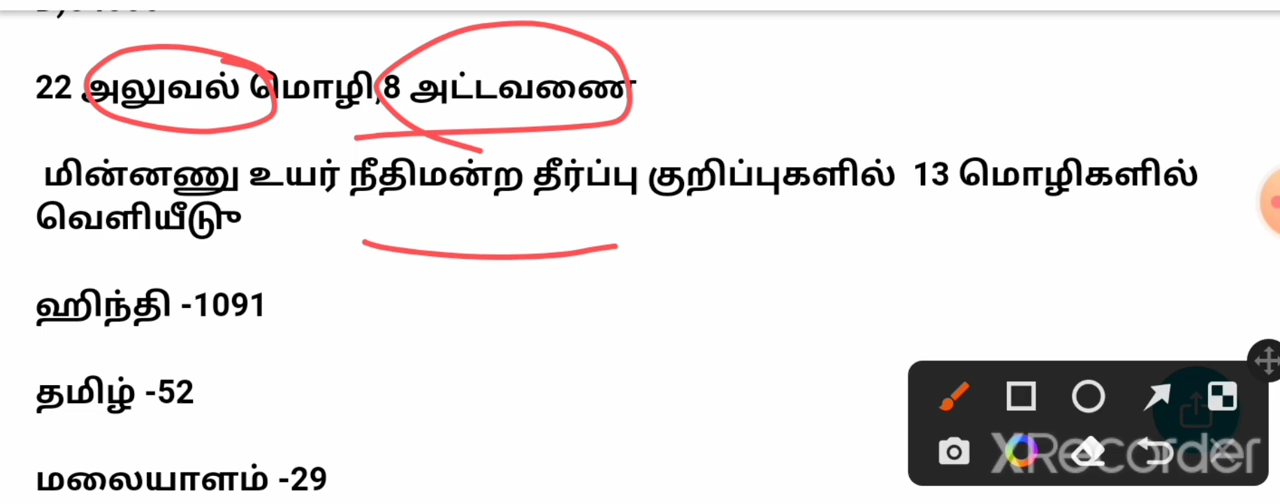 22 அலுவல் மொழி,8 அட்டவணை
மின்னணு உயர் நீதிமன்ற தீர்ப்பு குறிப்புகளில் 13 மொழிகளில்
வெளியீடுு
ஹிந்தி -1091
தமிழ் -52
மலையாளம் -29
XRecorder